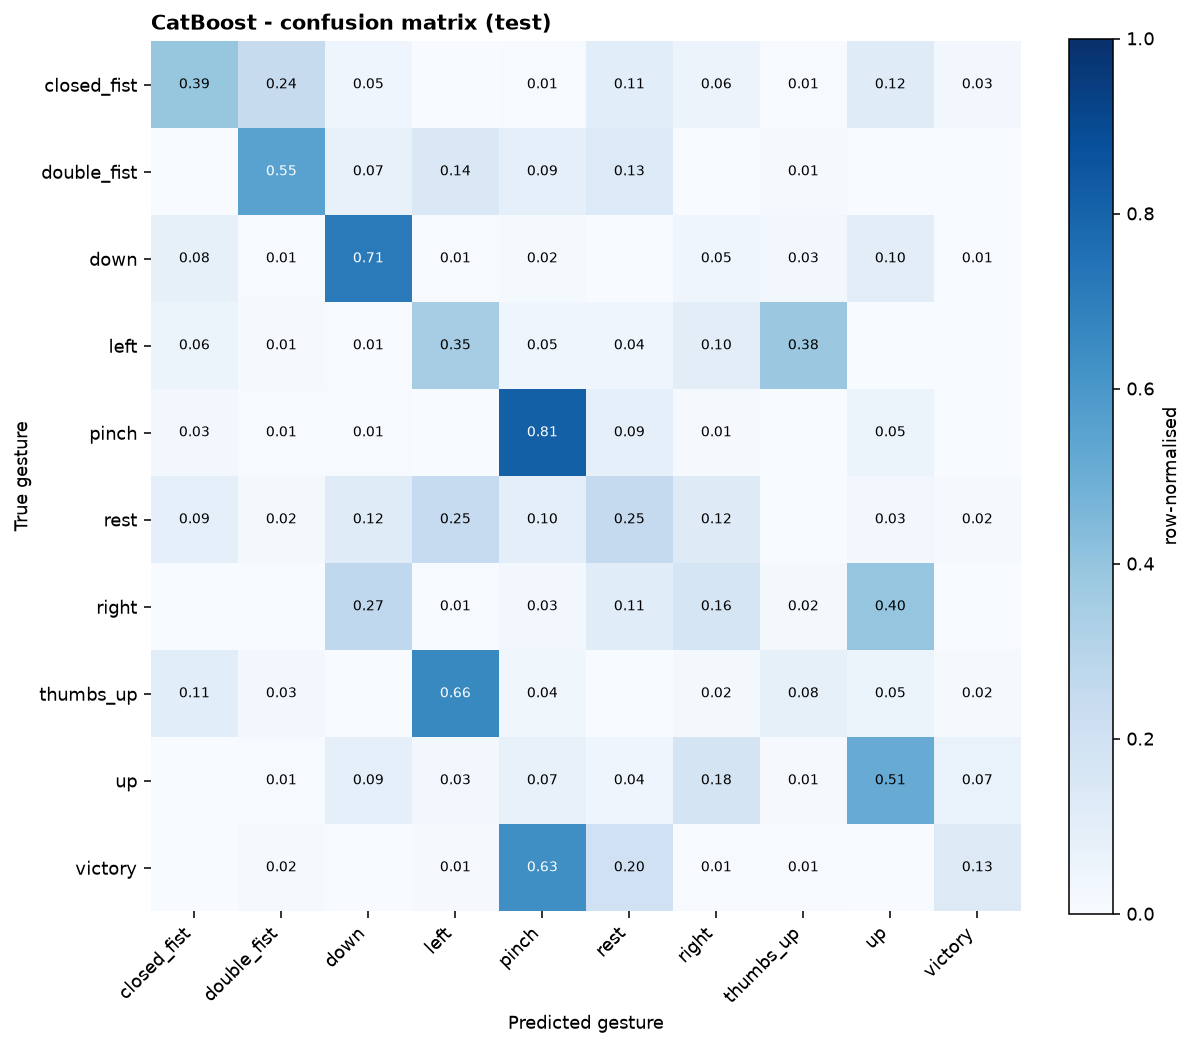 CatBoost - confusion matrix (test)
closed_fist 0.39 0.24 0.05 0.01 0.11 0.06 0.01 0.12 0.03
double_fist 0.55 0.07 0.14 0.09 0.13 0.01
down 0.08 0.01 0.71 0.01 0.02 0.05 0.03 0.10 0.01
left 0.06 0.01 0.01 0.35 0.05 0.04 0.10 0.38
pinch 0.03 0.01 0.01 0.81 0.09 0.01 0.05
rest 0.09 0.02 0.12 0.25 0.10 0.25 0.12 0.03 0.02
right 0.27 0.01 0.03 0.11 0.16 0.02 0.40
thumbs_up 0.11 0.03 0.66 0.04 0.02 0.08 0.05 0.02
up 0.01 0.09 0.03 0.07 0.04 0.18 0.01 0.51 0.07
victory 0.02 0.01 0.63 0.20 0.01 0.01 0.13
closed_fist double_fist down left pinch rest right thumbs_up up victory
Predicted gesture
True gesture
1.0
0.8
0.6
0.4
0.2
0.0
row-normalised